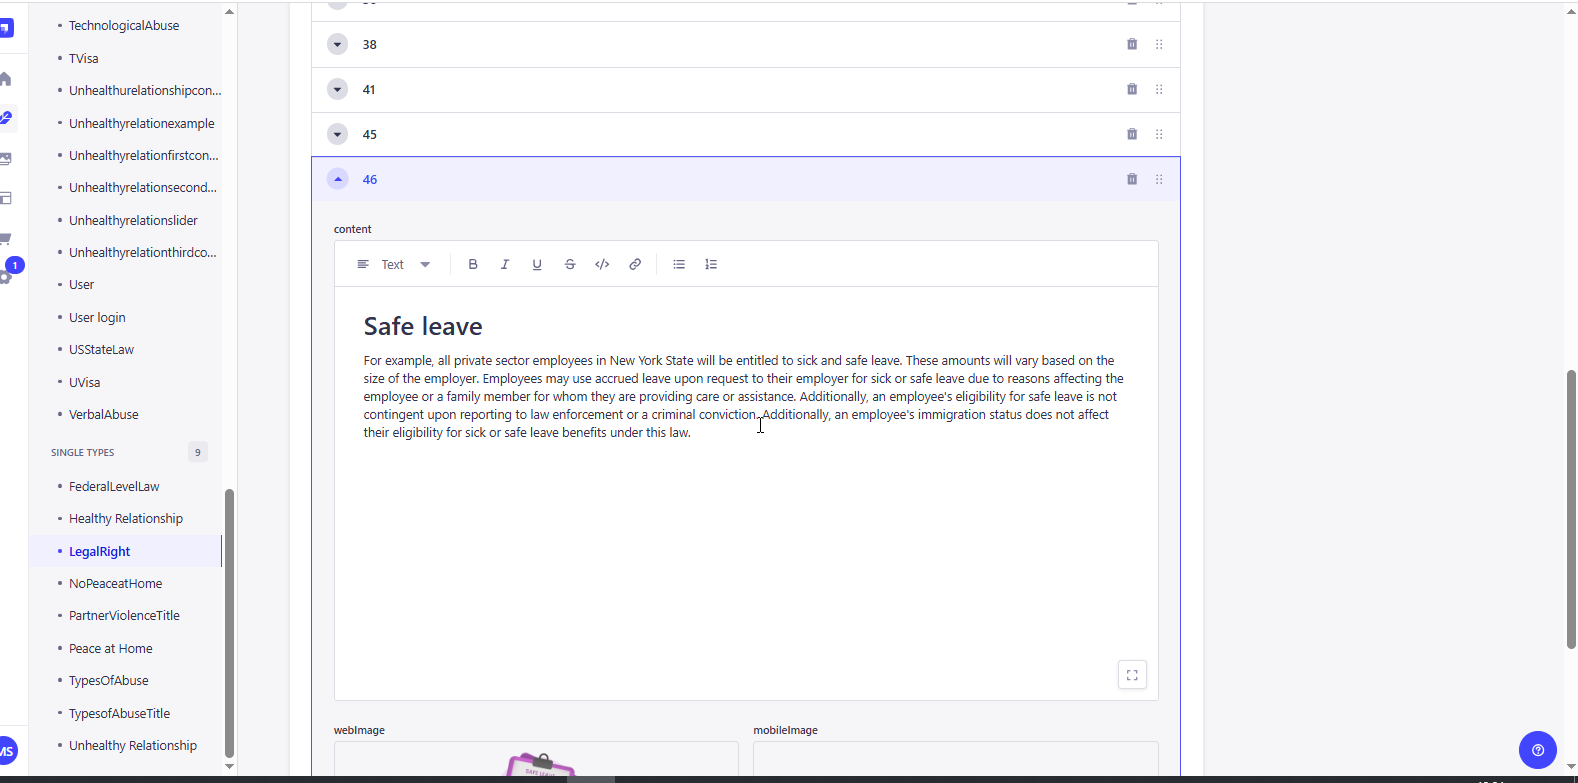 TechnologicalAbuse
TVisa
Unhealthurelationshipcon...
Unhealthyrelationexample
Unhealthyrelationfirstcon...
Unhealthyrelationsecond...
Unhealthyrelationslider
Unhealthyrelationthirdco...
User
User login
USStateLaw
UVisa
VerbalAbuse
SINGLE TYPES 9
FederalLevelLaw
Healthy Relationship
LegalRight
NoPeaceatHome
PartnerViolenceTitle
Peace at Home
TypesOfAbuse
TypesofAbuseTitle
Unhealthy Relationship
1
MS
38
41
45
46
content
Text B I U S </>
Safe leave
For example, all private sector employees in New York State will be entitled to sick and safe leave. These amounts will vary based on the
size of the employer. Employees may use accrued leave upon request to their employer for sick or safe leave due to reasons affecting the
employee or a family member for whom they are providing care or assistance. Additionally, an employee's eligibility for safe leave is not
contingent upon reporting to law enforcement or a criminal conviction. Additionally, an employee's immigration status does not affect
their eligibility for sick or safe leave benefits under this law.
webImage
mobileImage
SAFE LEAVE